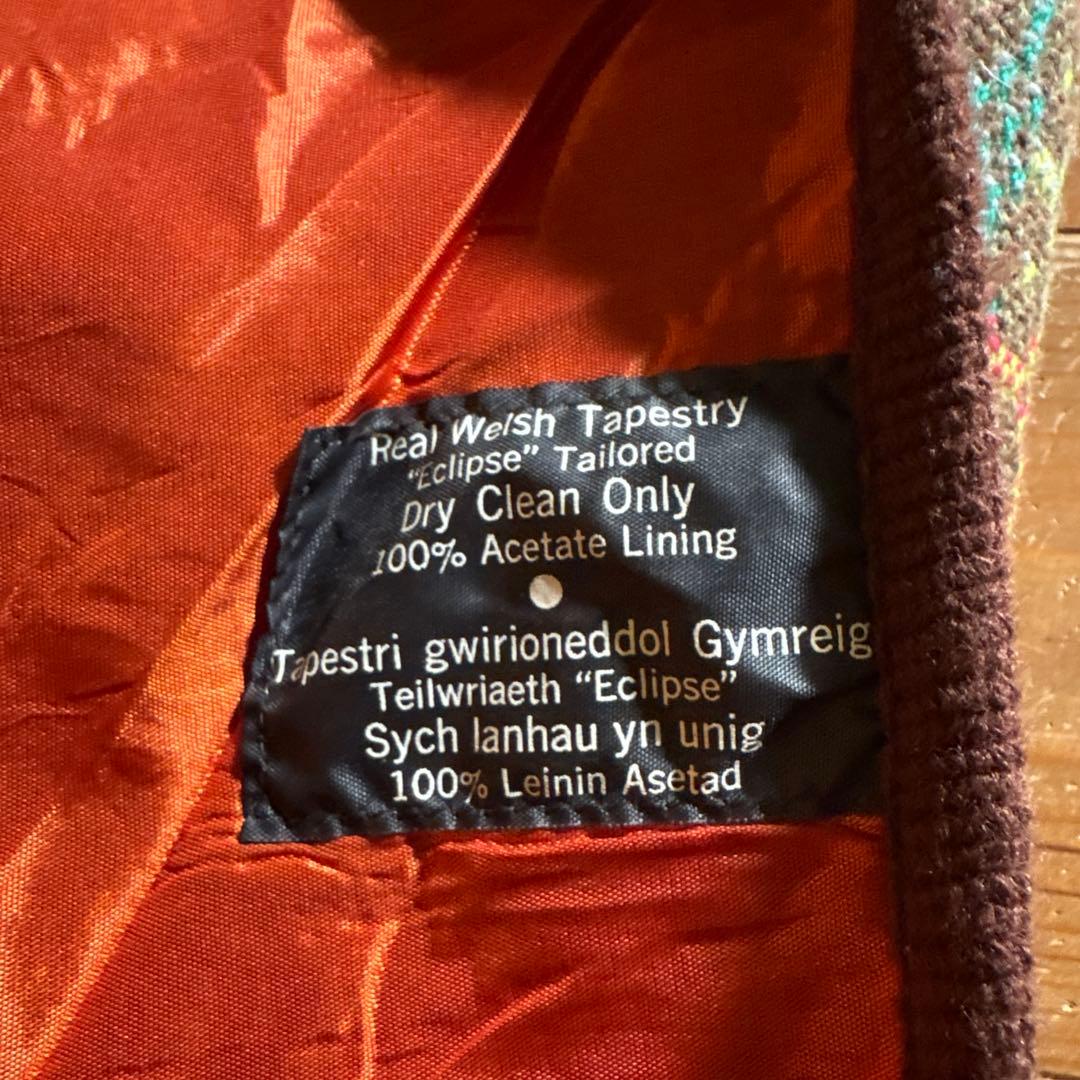 Real Welsh Tapestry
"Eclipse" Tailored
Dry Clean Only
100% Acetate Lining
Tapestri gwirioneddol Gymreig
Teilwriaeth "Eclipse"
Sych lanhau yn unig
100% Leinin Asetad